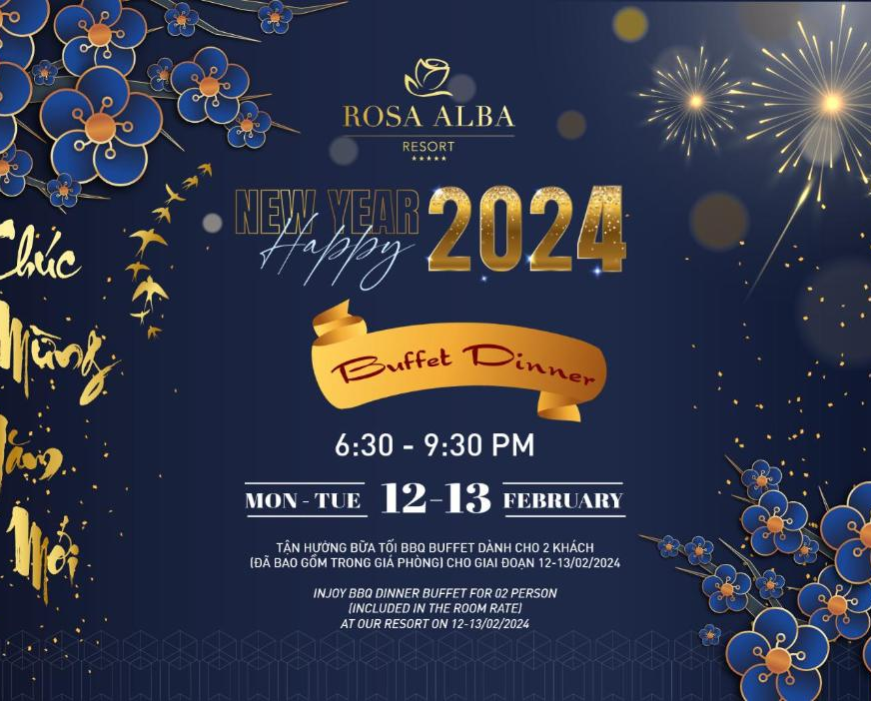 ROSA ALBA
RESORT
NEW YEAR 2024
Happy
Chúc
Mừng
Năm
Mới
Buffet Dinner
6:30 - 9:30 PM
MON - TUE 12-13 FEBRUARY
TẬN HƯỞNG BỮA TỐI BBQ BUFFET DÀNH CHO 2 KHÁCH
(ĐÃ BAO GỒM TRONG GIÁ PHÒNG) CHO GIAI ĐOẠN 12-13/02/2024
INJOY BBQ DINNER BUFFET FOR 02 PERSON
(INCLUDED IN THE ROOM RATE)
AT OUR RESORT ON 12-13/02/2024